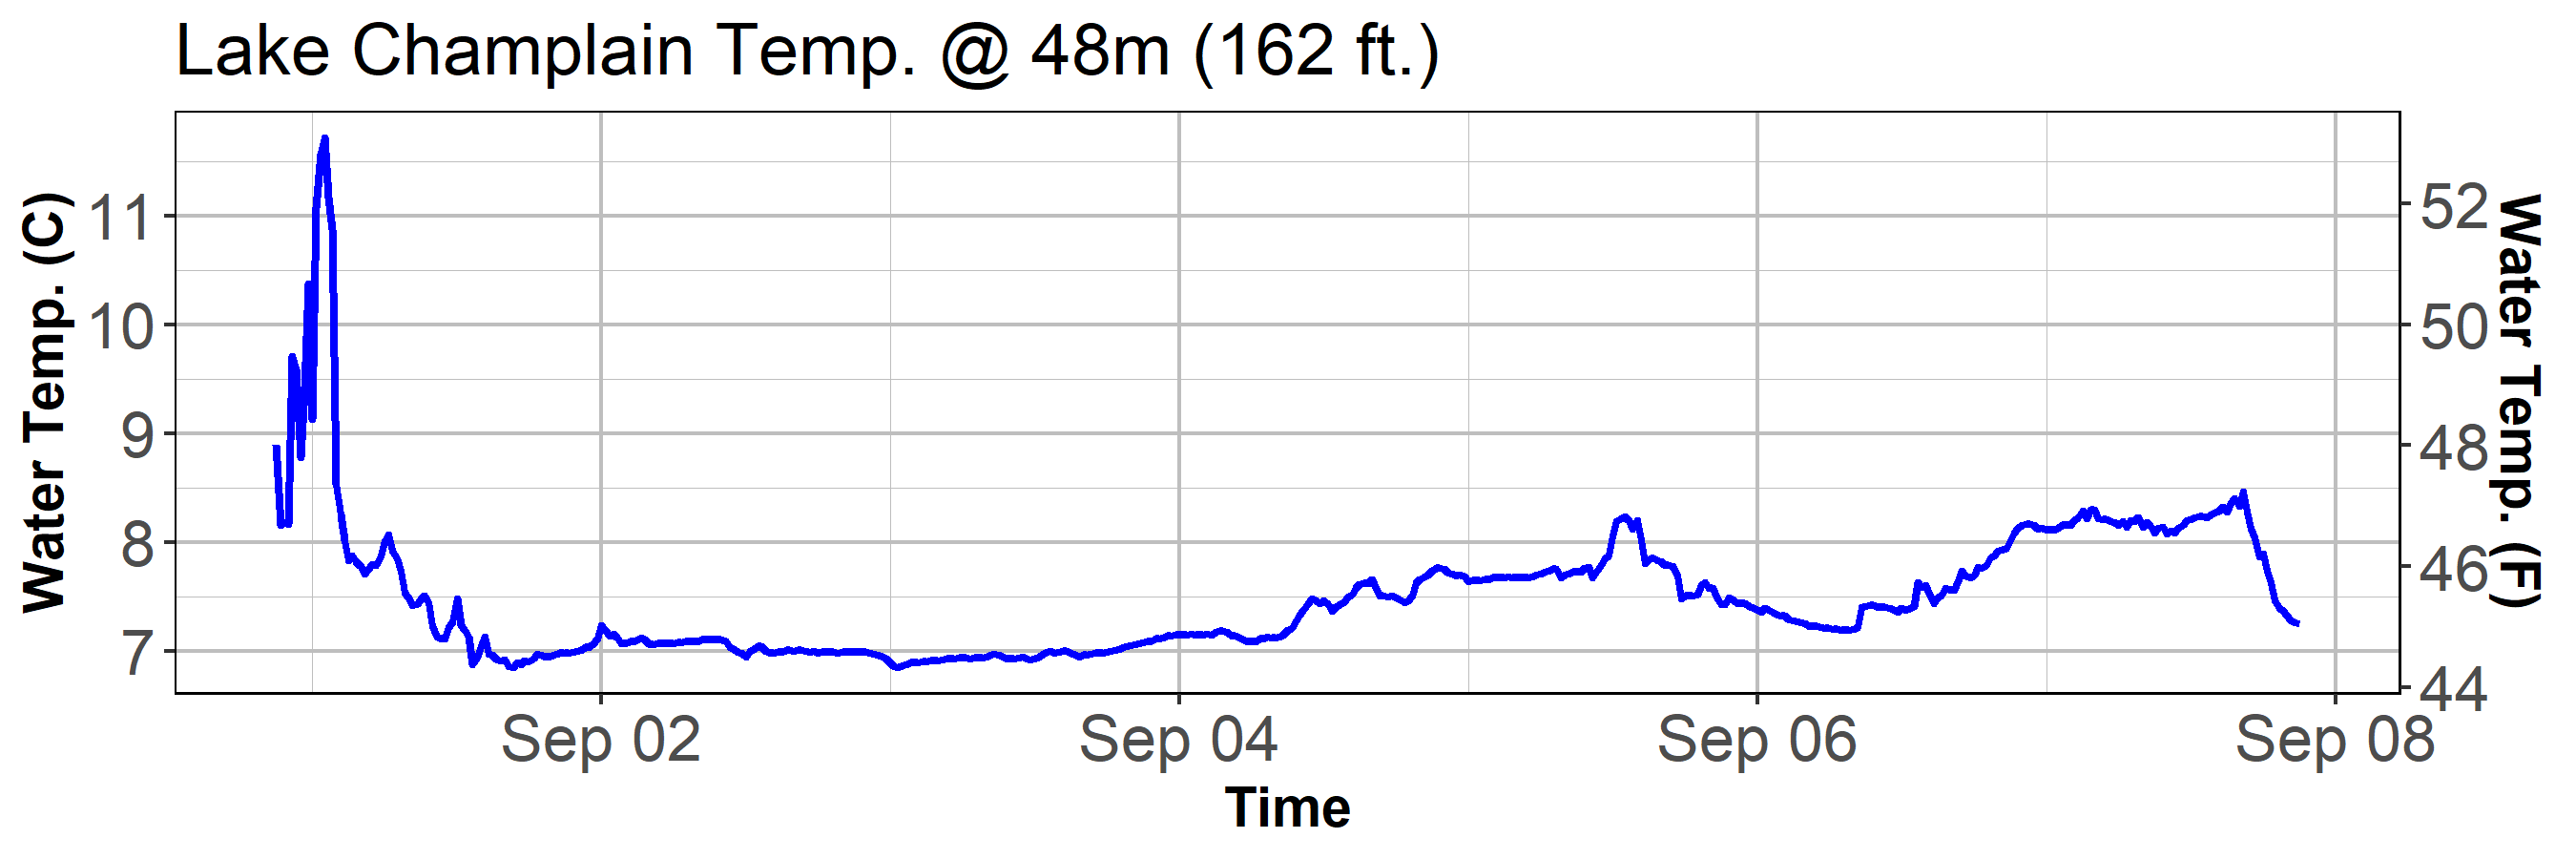 Lake Champlain Temp. @ 48m (162 ft.)
Water Temp. (C)
11
10
9
8
7
52
50
48
46
44
Water Temp. (F)
Sep 02
Sep 04
Sep 06
Sep 08
Time